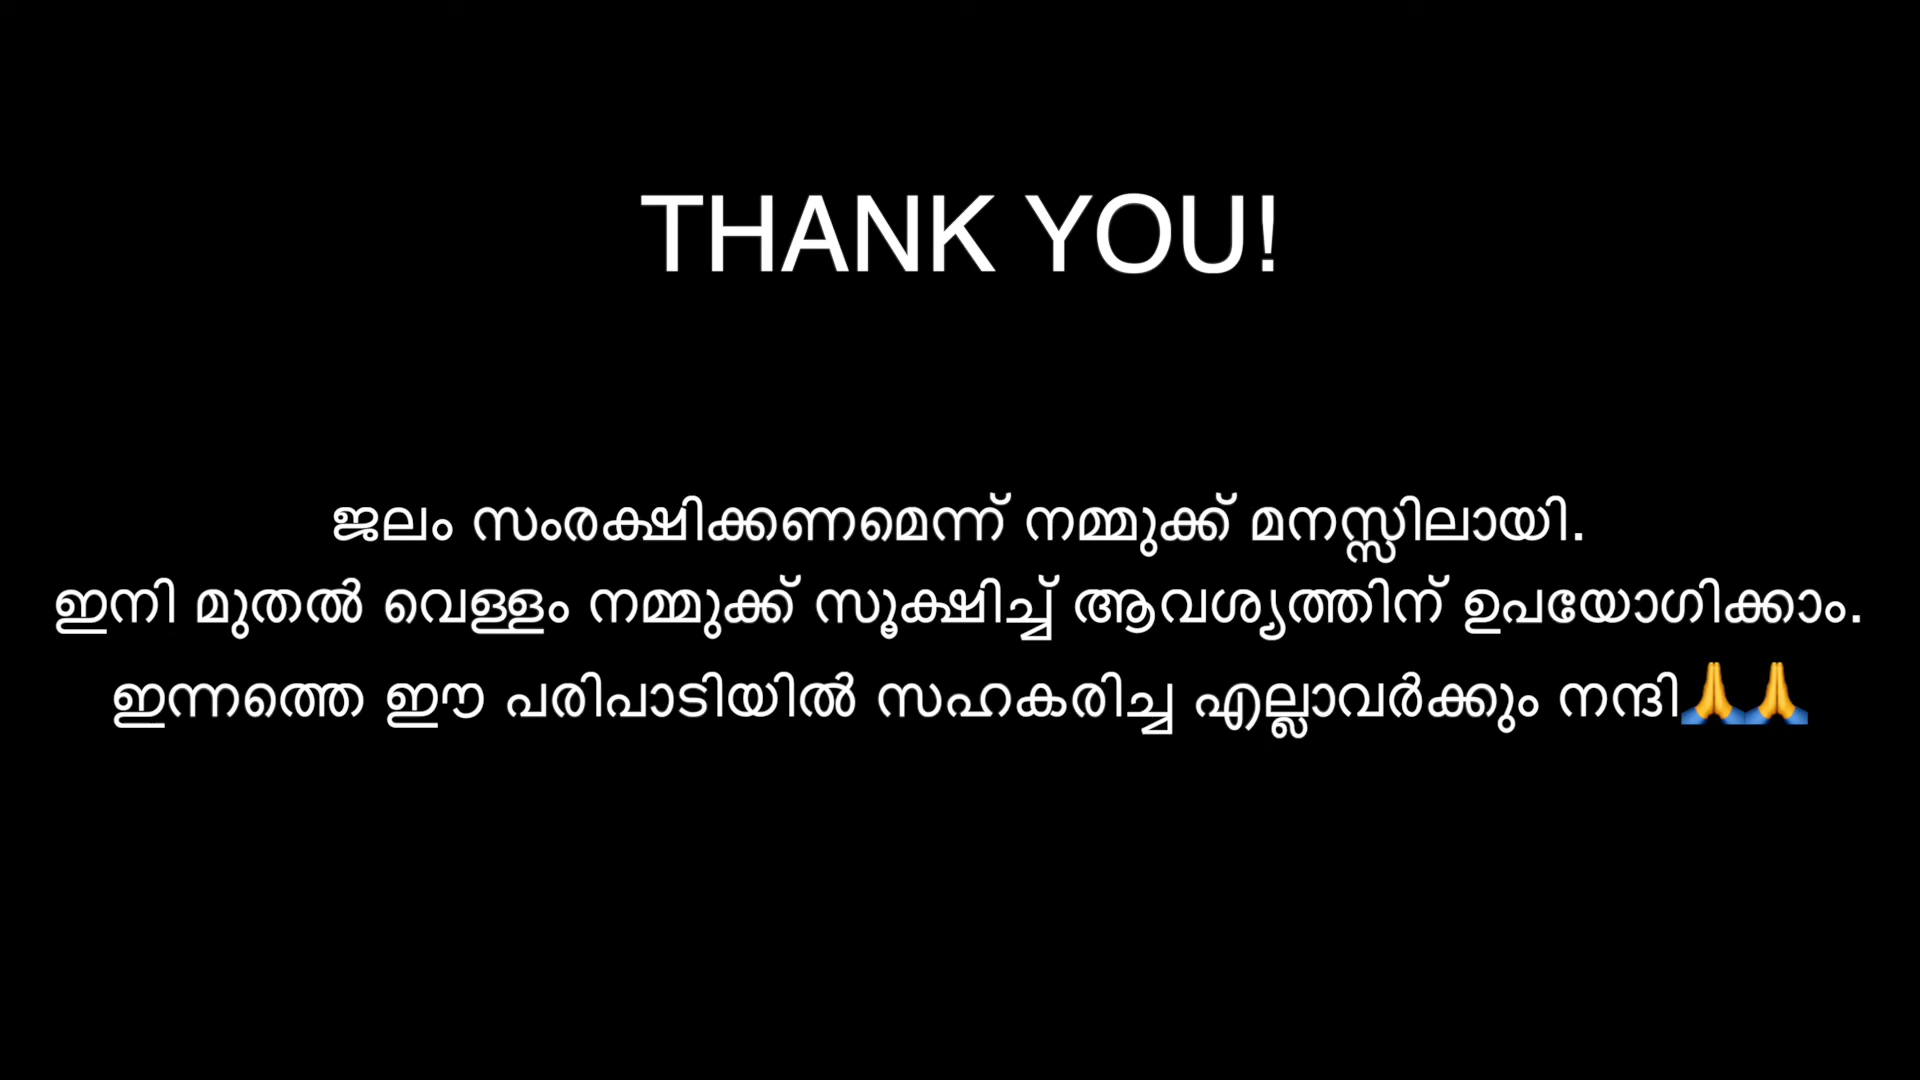 THANK YOU!
ജലം സംരക്ഷിക്കണമെന്ന് നമ്മുക്ക് മനസ്സിലായി.
ഇനി മുതൽ വെള്ളം നമ്മുക്ക് സൂക്ഷിച്ച് ആവശ്യത്തിന് ഉപയോഗിക്കാം.
ഇന്നത്തെ ഈ പരിപാടിയിൽ സഹകരിച്ച എല്ലാവർക്കും നന്ദി🙏🙏